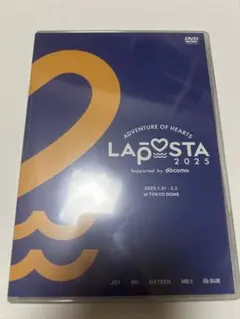 DVD
ADVENTURE OF HEARTS
LAPOSTA
2025
Supported by döcomo
2025.1.31 - 2.2
at TOKYO DOME
JO1 INI DXTEEN ME:I IS:SUE